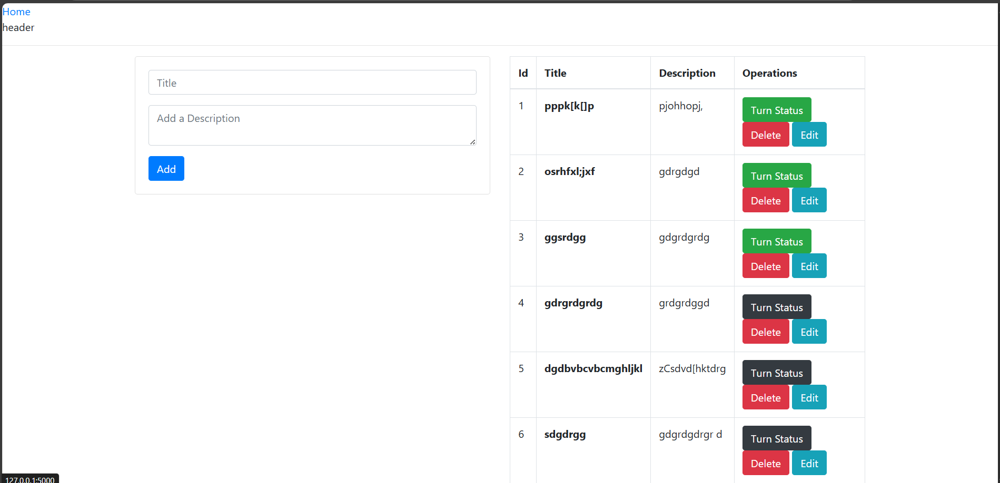 Home
header
Title
Add a Description
Add
Id Title Description Operations
1 pppk[k[]p pjohhopj, Turn Status
Delete Edit
2 osrhfxl;jxf gdrgdgd Turn Status
Delete Edit
3 ggsrdgg gdgrdgrdg Turn Status
Delete Edit
4 gdrgrdgrdg grdgrdggd Turn Status
Delete Edit
5 dgdbvbcvbcmghljkl zCsdvd[hktdrg Turn Status
Delete Edit
6 sdgdrgg gdgrdgdrgr d Turn Status
Delete Edit
127.0.0.1:5000